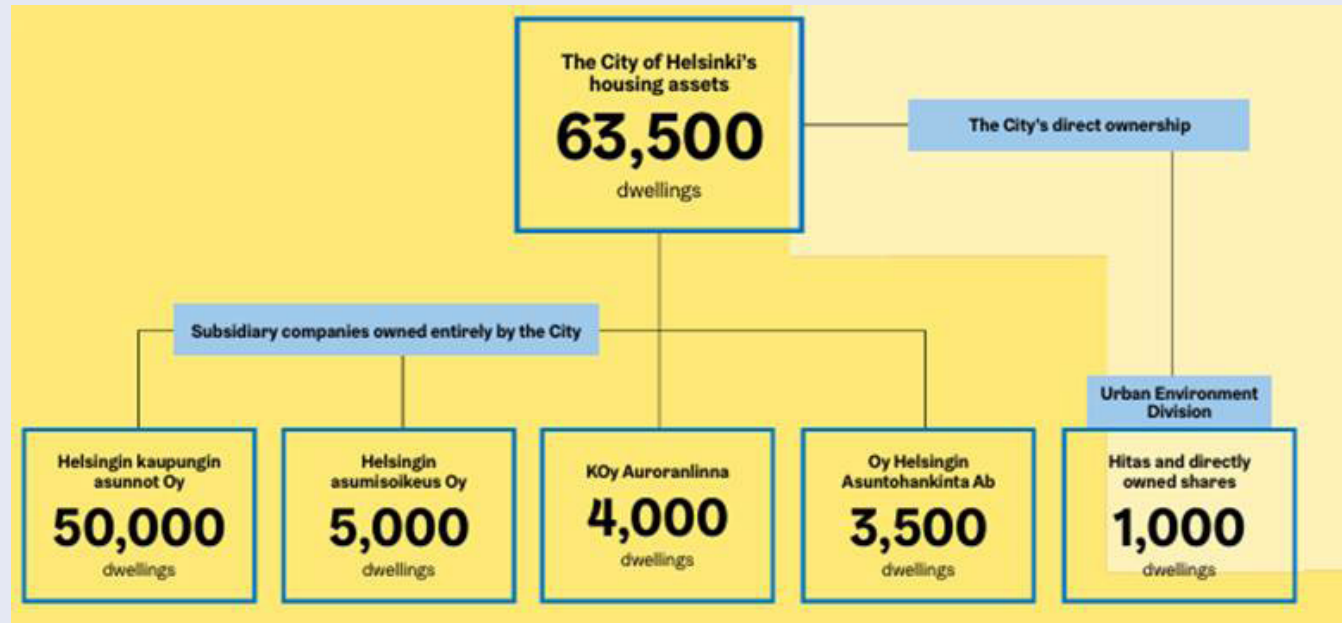 The City of Helsinki's
housing assets
63,500
dwellings
The City's direct ownership
Subsidiary companies owned entirely by the City
Urban Environment
Division
Helsingin kaupungin
asunnot Oy
50,000
dwellings
Helsingin
asumisoikeus Oy
5,000
dwellings
KOy Auroranlinna
4,000
dwellings
Oy Helsingin
Asuntohankinta Ab
3,500
dwellings
Hitas and directly
owned shares
1,000
dwellings